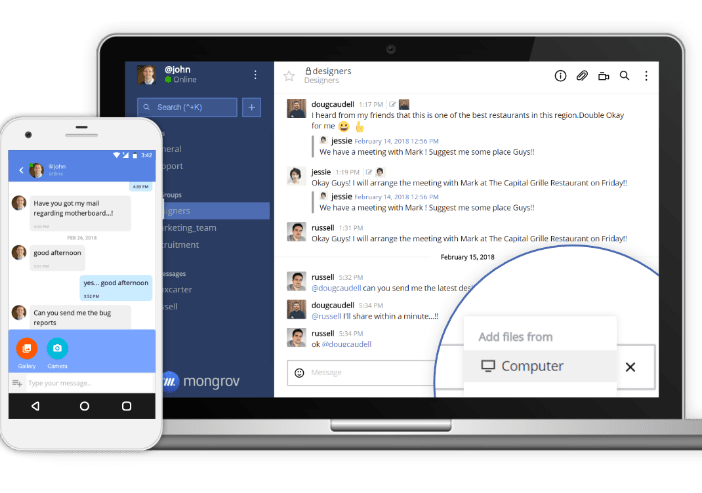 3:42
@john
online
4:30 PM
Have you got my mail
regarding motherboard...!
FEB 26, 2018
good afternoon
yes... good afternoon
3:52 PM
Can you send me the bug
reports
Gallery
Camera
Type your message..
@john
Online
Search (^+K)
+
neral
pport
Groups
signers
arketing_team
cruitment
lessages
axcarter
ssell
mongrov
designers
Designers
dougcaudell 1:17 PM
I heard from my friends that this is one of the best restaurants in this region.Double Okay
for me 😀 👍
jessie February 14, 2018 12:56 PM
We have a meeting with Mark ! Suggest me some place Guys!!
jessie 1:19 PM
Okay Guys! I will arrange the meeting with Mark at The Capital Grille Restaurant on Friday!!
jessie February 14, 2018 12:56 PM
We have a meeting with Mark ! Suggest me some place Guys!!
russell 1:31 PM
Okay Guys! I will arrange the meeting with Mark at The Capital Grille Restaurant on Friday!!
February 15, 2018
russell 5:32 PM
@dougcaudell can you send me the latest desi
dougcaudell 5:34 PM
@russell I'll share within a minute...!!
russell 5:34 PM
ok @dougcaudell
Message
Add files from
Computer